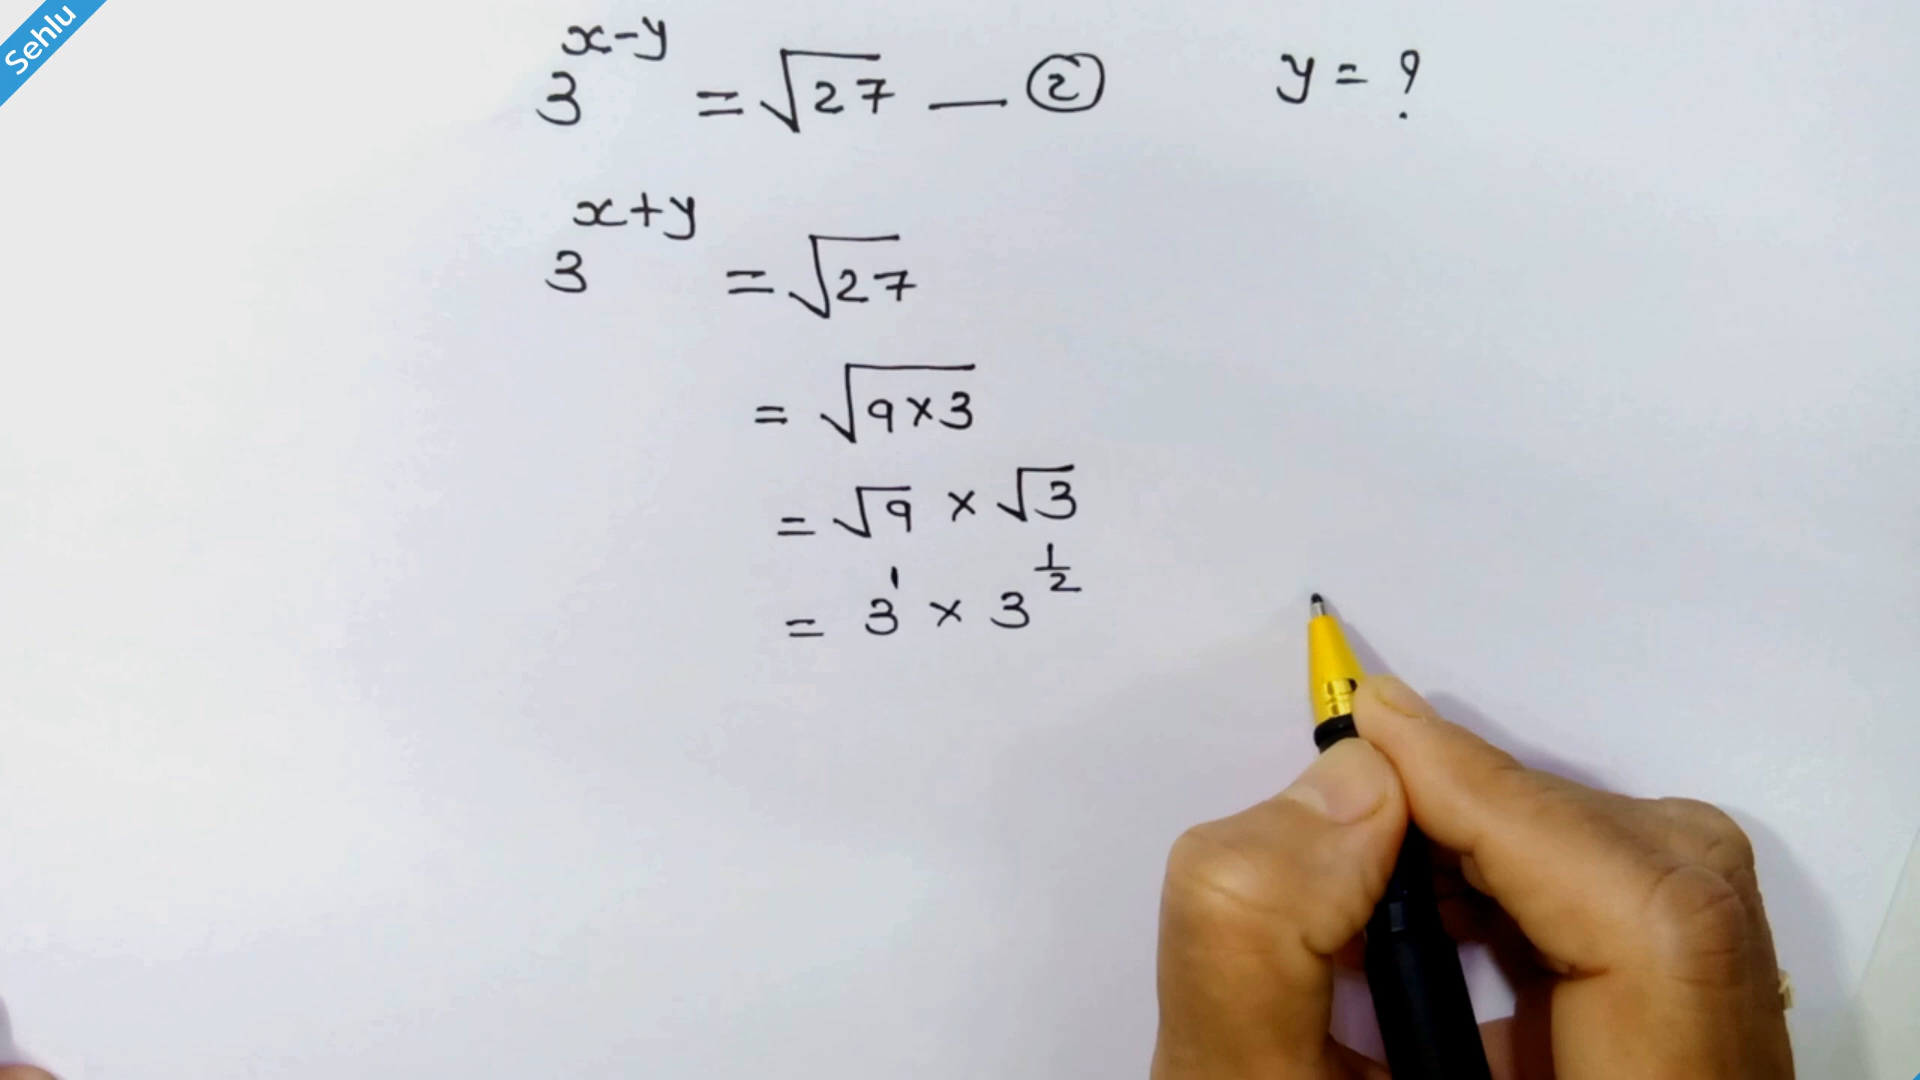 Sehlu
3^{x-y} = √27 — ② y = ?
3^{x+y} = √27
= √(9×3)
= √9 × √3
= 3^1 × 3^{1/2}